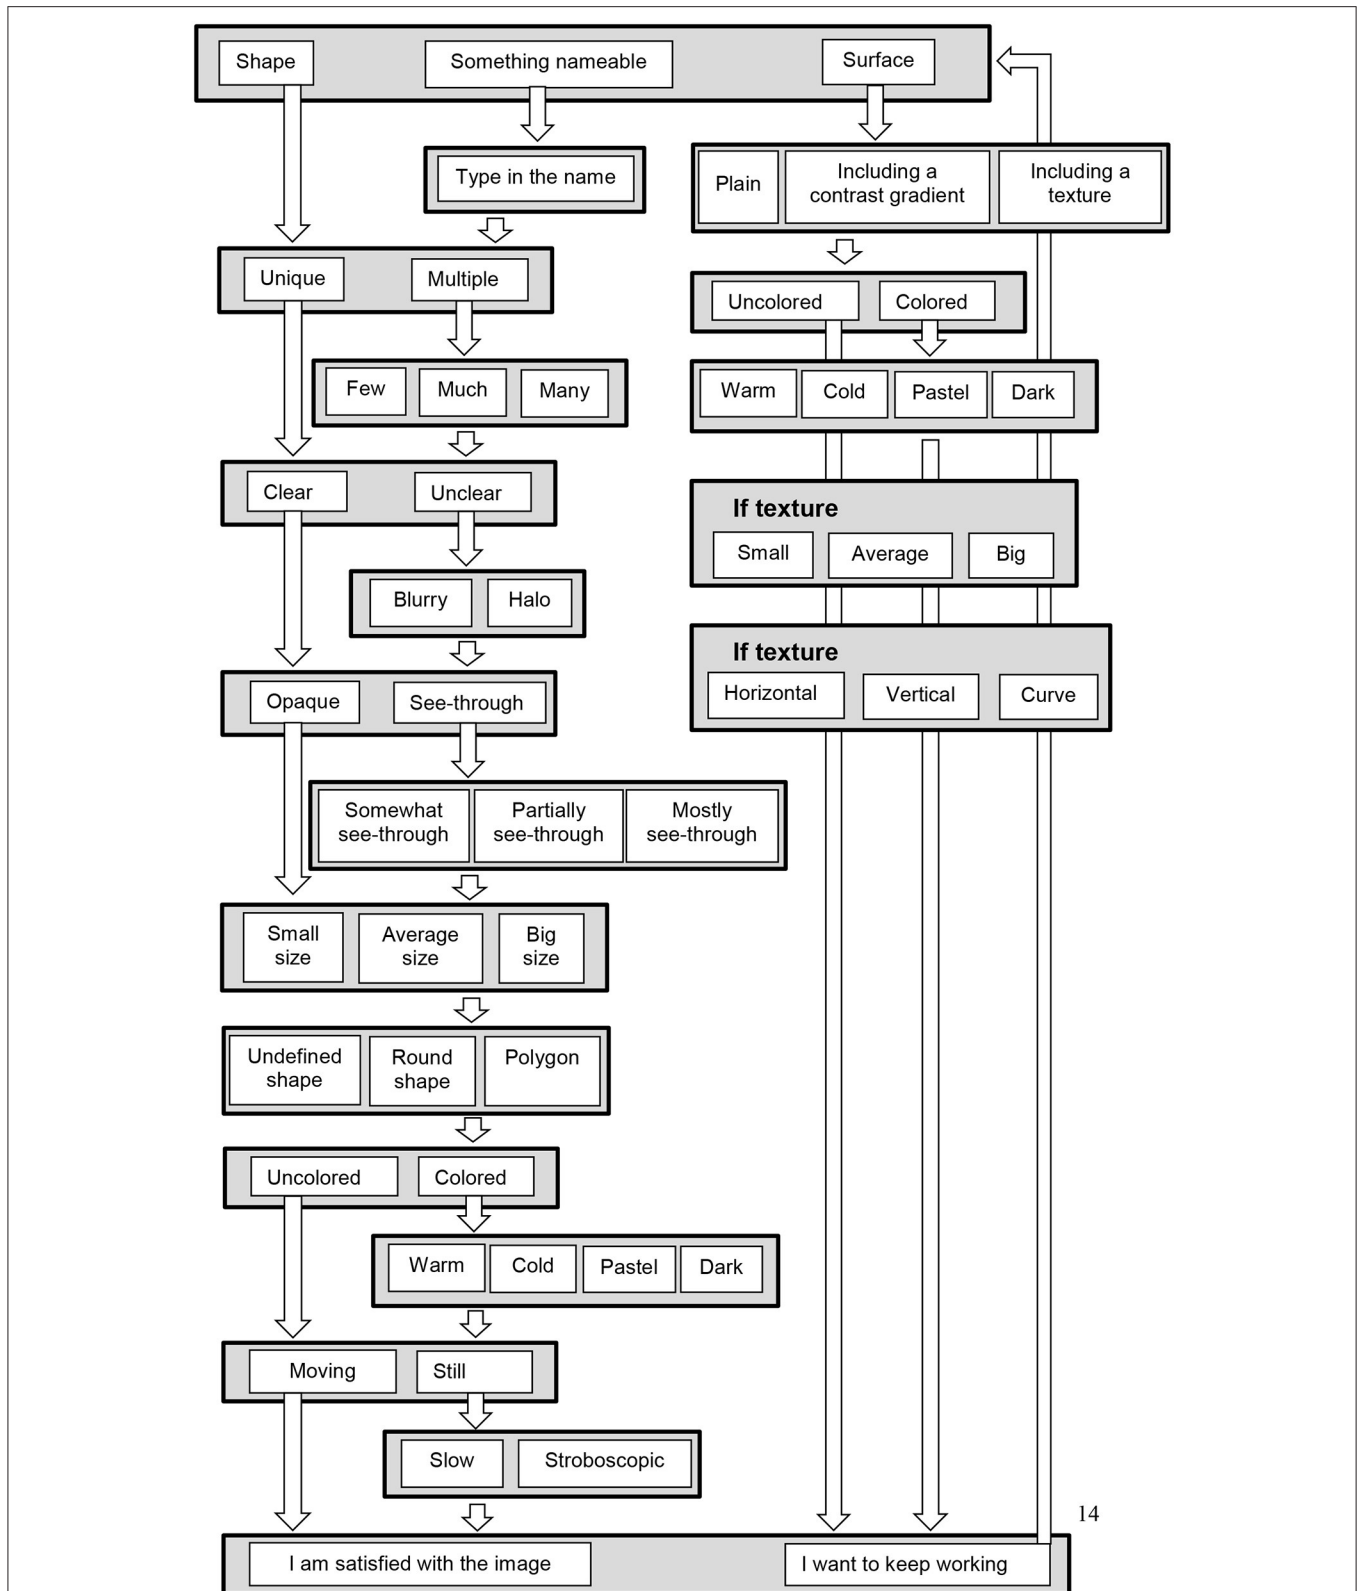 Shape
Something nameable
Surface
Type in the name
Plain
Including a
contrast gradient
Including a
texture
Unique
Multiple
Uncolored
Colored
Few
Much
Many
Warm
Cold
Pastel
Dark
Clear
Unclear
If texture
Small
Average
Big
Blurry
Halo
If texture
Horizontal
Vertical
Curve
Opaque
See-through
Somewhat
see-through
Partially
see-through
Mostly
see-through
Small
size
Average
size
Big
size
Undefined
shape
Round
shape
Polygon
Uncolored
Colored
Warm
Cold
Pastel
Dark
Moving
Still
Slow
Stroboscopic
14
I am satisfied with the image
I want to keep working